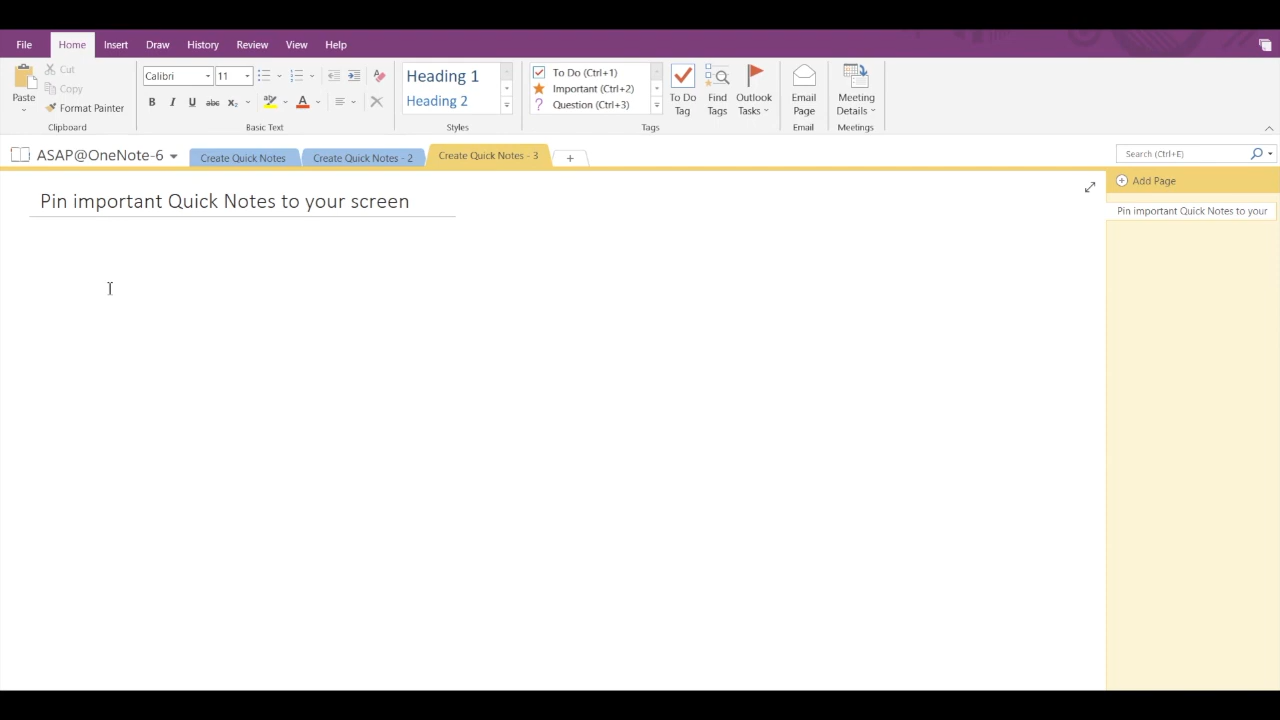 File Home Insert Draw History Review View Help
Paste
Cut
Copy
Format Painter
Clipboard
Calibri 11
B I U abc x₂ A
Basic Text
Heading 1
Heading 2
Styles
To Do (Ctrl+1)
Important (Ctrl+2)
Question (Ctrl+3)
To Do
Tag
Find
Tags
Outlook
Tasks
Tags
Email
Page
Email
Meeting
Details
Meetings
ASAP@OneNote-6 Create Quick Notes Create Quick Notes - 2 Create Quick Notes - 3 Search (Ctrl+E)
Add Page
Pin important Quick Notes to your screen
Pin important Quick Notes to your